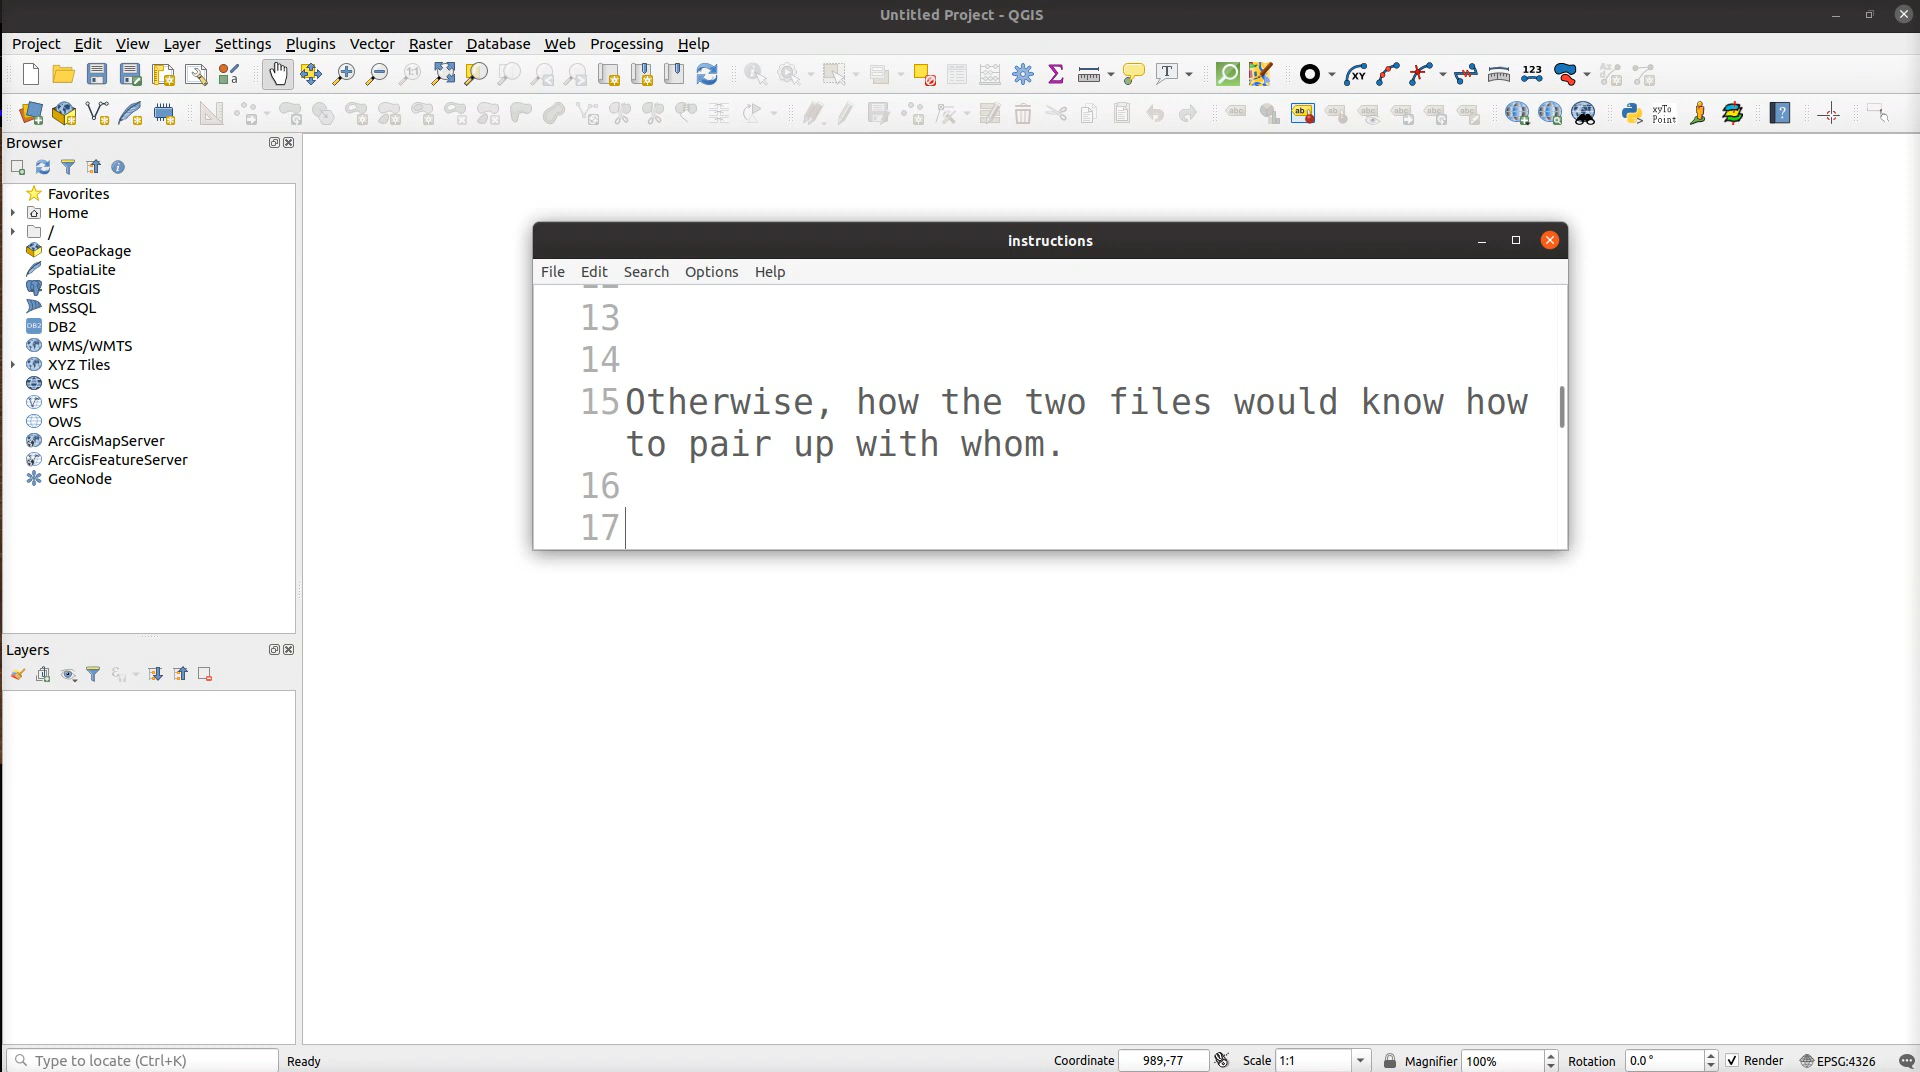 Untitled Project - QGIS
Project Edit View Layer Settings Plugins Vector Raster Database Web Processing Help
Browser
Favorites
Home
/
GeoPackage
SpatiaLite
PostGIS
MSSQL
DB2
WMS/WMTS
XYZ Tiles
WCS
WFS
OWS
ArcGisMapServer
ArcGisFeatureServer
GeoNode
instructions
File Edit Search Options Help
13
14
15 Otherwise, how the two files would know how
to pair up with whom.
16
17
Layers
Type to locate (Ctrl+K) Ready Coordinate 989,-77 Scale 1:1 Magnifier 100% Rotation 0.0 ° Render EPSG:4326